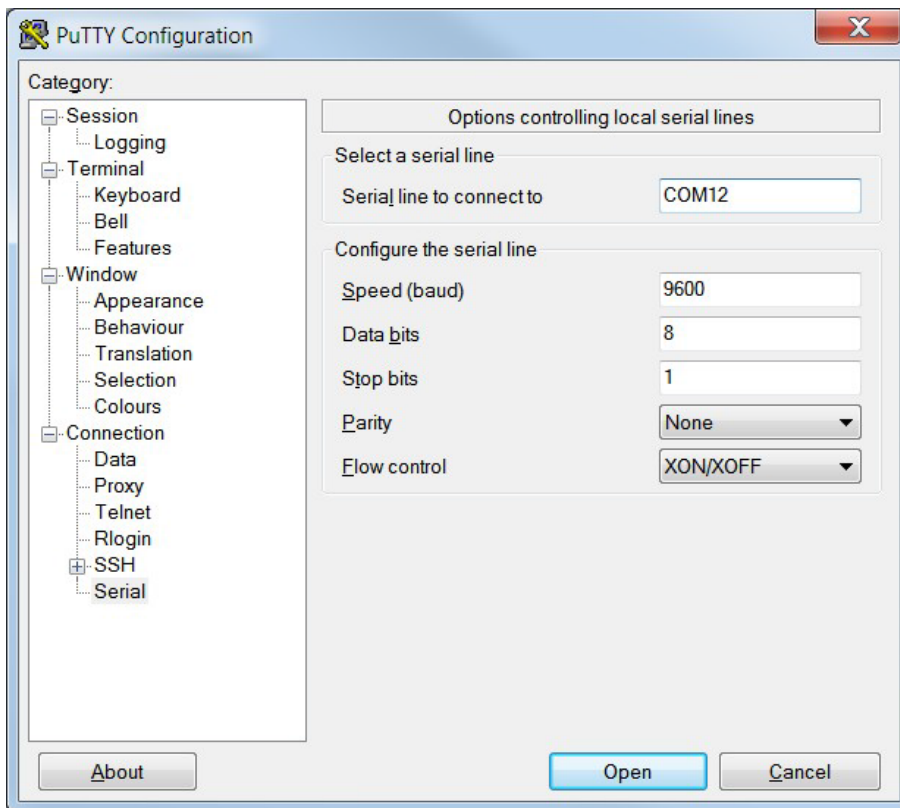 PuTTY Configuration
Category:
Session
Logging
Terminal
Keyboard
Bell
Features
Window
Appearance
Behaviour
Translation
Selection
Colours
Connection
Data
Proxy
Telnet
Rlogin
SSH
Serial
Options controlling local serial lines
Select a serial line
Serial line to connect to COM12
Configure the serial line
Speed (baud) 9600
Data bits 8
Stop bits 1
Parity None
Flow control XON/XOFF
About Open Cancel